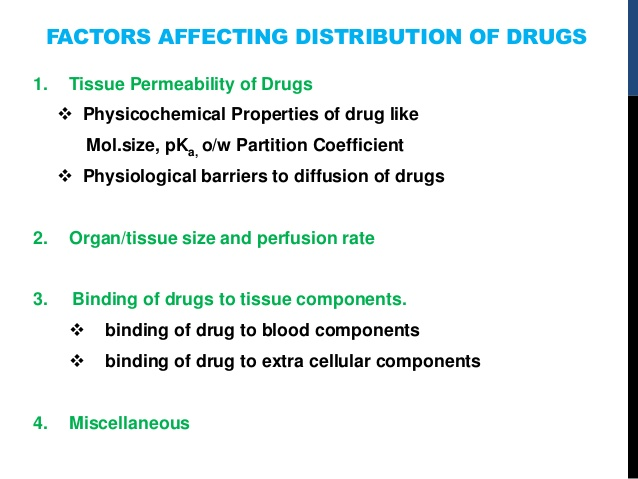 FACTORS AFFECTING DISTRIBUTION OF DRUGS
1. Tissue Permeability of Drugs
❖ Physicochemical Properties of drug like
Mol.size, pKa, o/w Partition Coefficient
❖ Physiological barriers to diffusion of drugs
2. Organ/tissue size and perfusion rate
3. Binding of drugs to tissue components.
❖ binding of drug to blood components
❖ binding of drug to extra cellular components
4. Miscellaneous